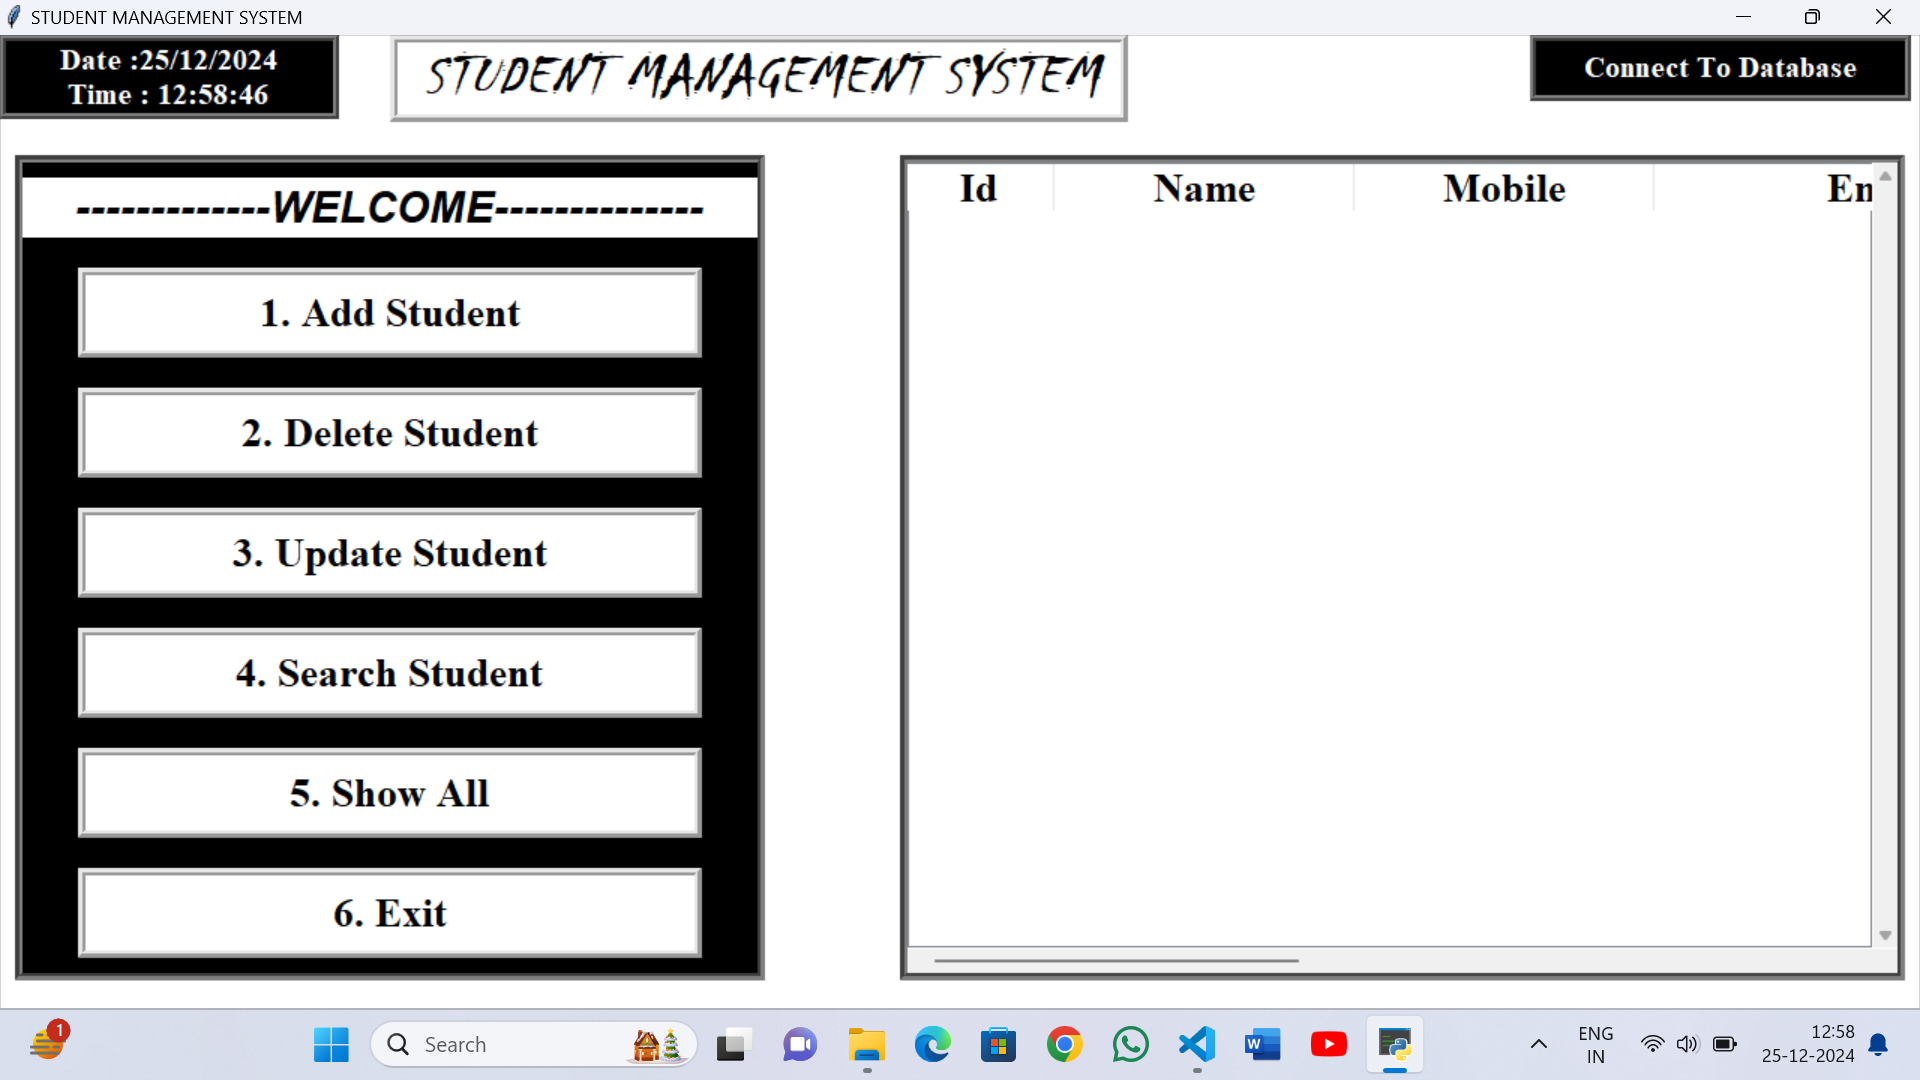 STUDENT MANAGEMENT SYSTEM
Date :25/12/2024
Time : 12:58:46
STUDENT MANAGEMENT SYSTEM
Connect To Database
-------------WELCOME--------------
1. Add Student
2. Delete Student
3. Update Student
4. Search Student
5. Show All
6. Exit
Id Name Mobile En
1
Search
W
ENG
IN
12:58
25-12-2024